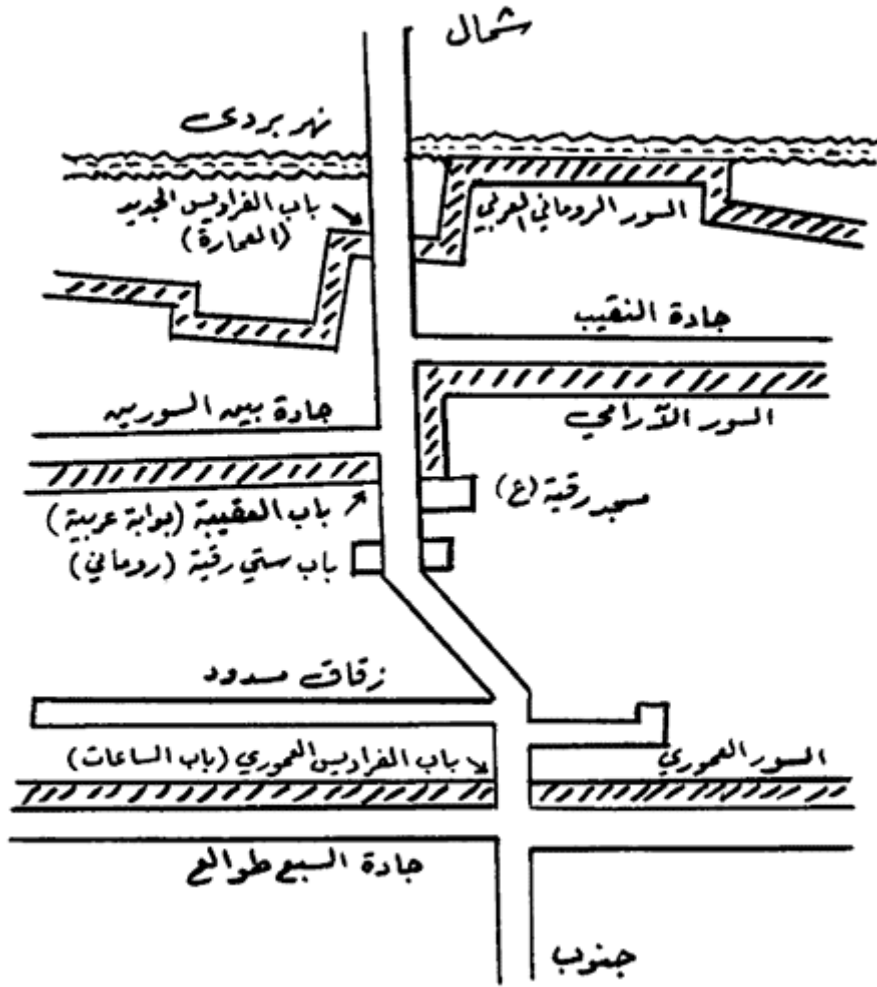 شمال
نهر بردى
باب الفراديس الجديد
(العمارة)
السور الروماني العربي
جادة النقيب
جادة بين السورين
السور الآرامي
مسجد رقية (ع)
باب العقيبة (بوابة عربية)
باب ستي رقية (روماني)
زقاق مسدود
السور العموري
باب الفراديس العموري (باب الساعات)
جادة السبع طوالع
جنوب